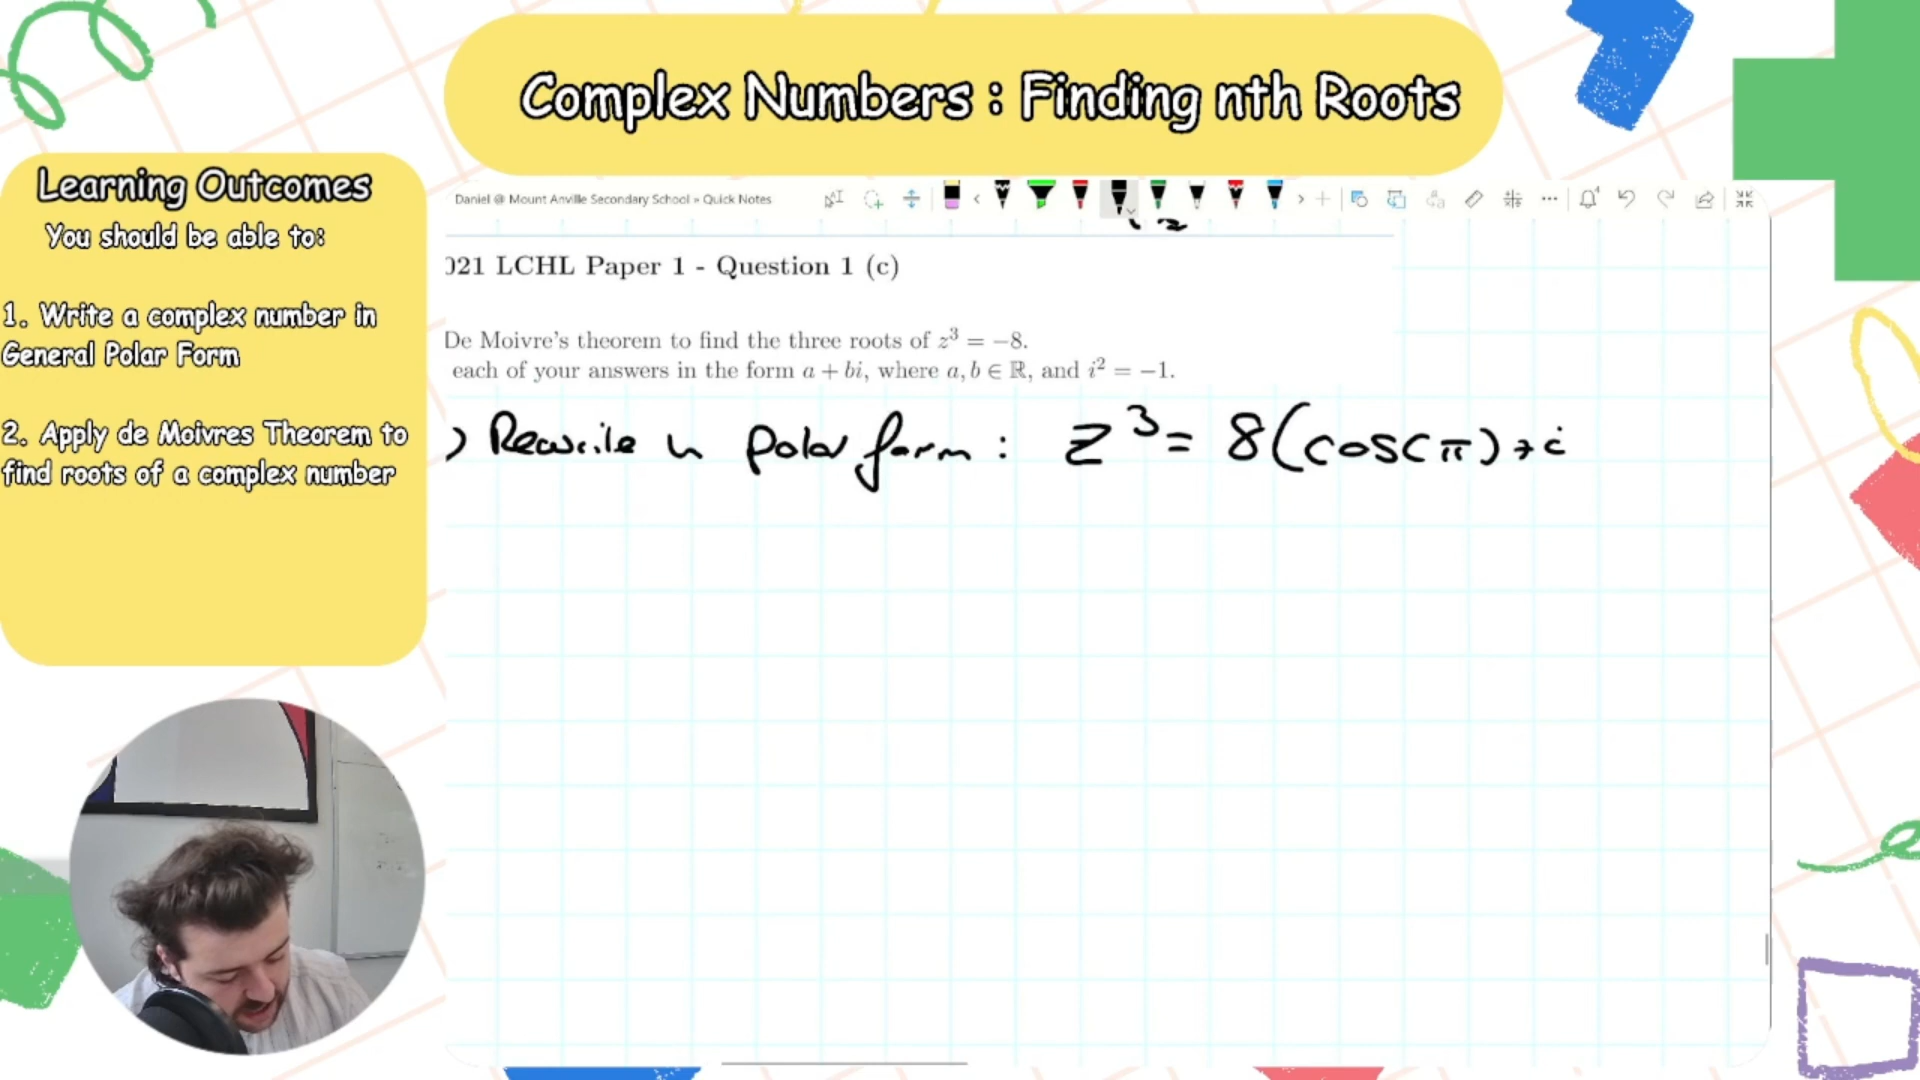 Complex Numbers : Finding nth Roots
Learning Outcomes
You should be able to:
1. Write a complex number in
General Polar Form
2. Apply de Moivres Theorem to
find roots of a complex number
Daniel @ Mount Anville Secondary School » Quick Notes
021 LCHL Paper 1 - Question 1 (c)
De Moivre's theorem to find the three roots of z³ = −8.
each of your answers in the form a + bi, where a, b ∈ ℝ, and i² = −1.
) Rewrite in polar form: z³ = 8(cos(π) + i